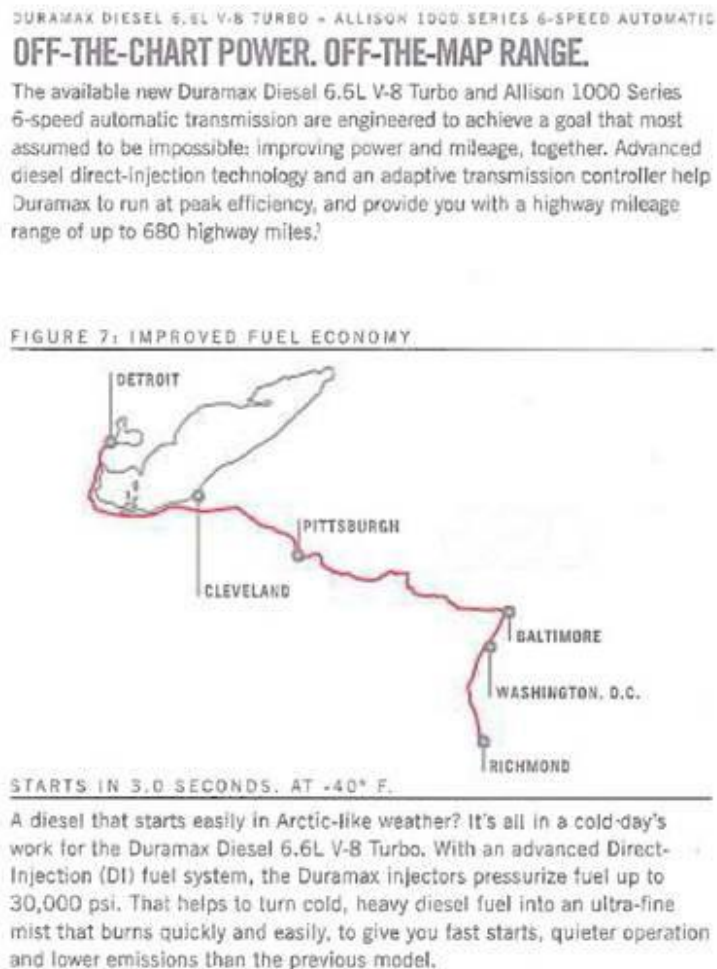 DURAMAX DIESEL 6.6L V-8 TURBO + ALLISON 1000 SERIES 6-SPEED AUTOMATIC
OFF-THE-CHART POWER. OFF-THE-MAP RANGE.
The available new Duramax Diesel 6.6L V-8 Turbo and Allison 1000 Series
6-speed automatic transmission are engineered to achieve a goal that most
assumed to be impossible: improving power and mileage, together. Advanced
diesel direct-injection technology and an adaptive transmission controller help
Duramax to run at peak efficiency, and provide you with a highway mileage
range of up to 680 highway miles.¹
FIGURE 7: IMPROVED FUEL ECONOMY
DETROIT
PITTSBURGH
CLEVELAND
BALTIMORE
WASHINGTON, D.C.
RICHMOND
STARTS IN 3.0 SECONDS. AT -40° F.
A diesel that starts easily in Arctic-like weather? It's all in a cold-day's
work for the Duramax Diesel 6.6L V-8 Turbo. With an advanced Direct-
Injection (DI) fuel system, the Duramax injectors pressurize fuel up to
30,000 psi. That helps to turn cold, heavy diesel fuel into an ultra-fine
mist that burns quickly and easily, to give you fast starts, quieter operation
and lower emissions than the previous model.